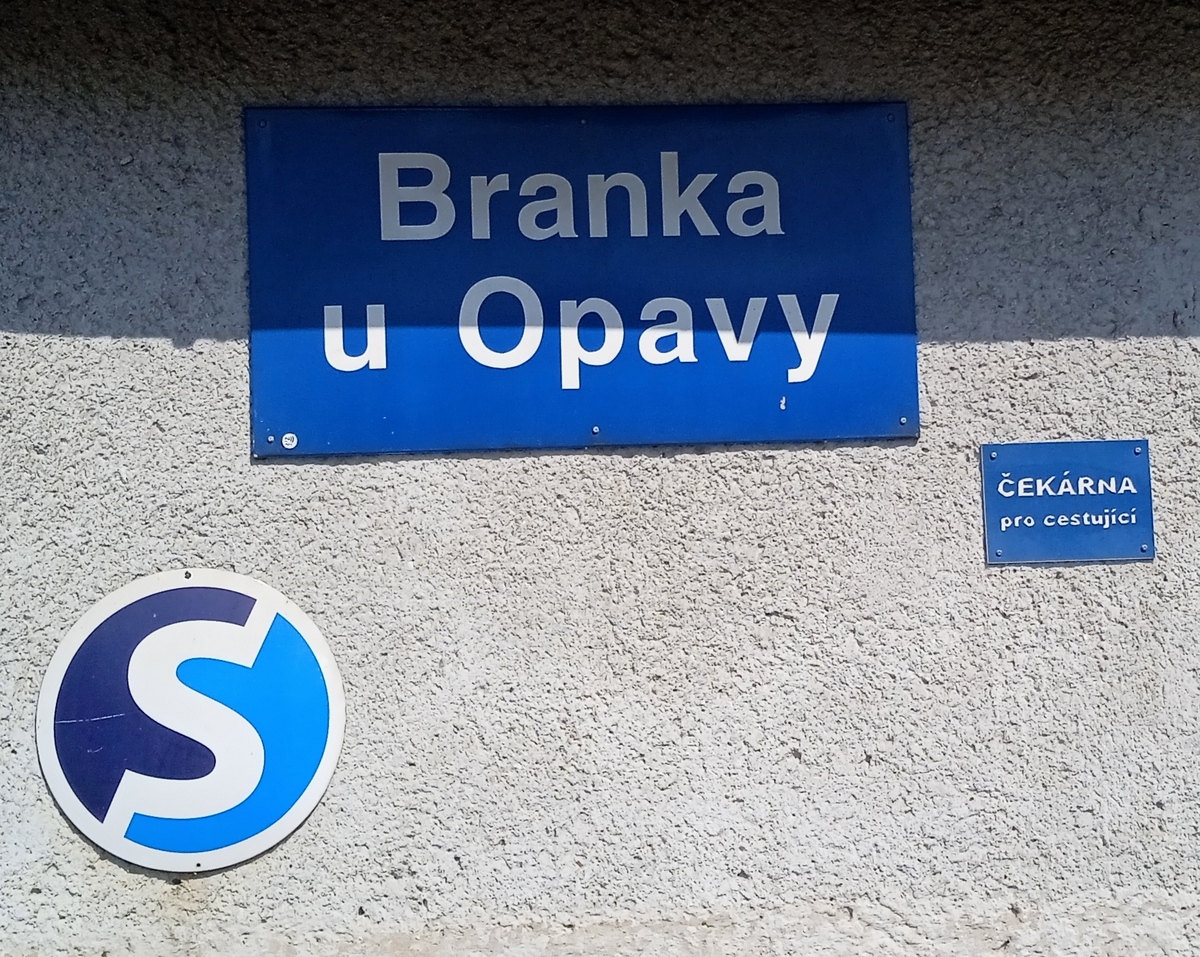 Branka
u Opavy
ČEKÁRNA
pro cestující
S